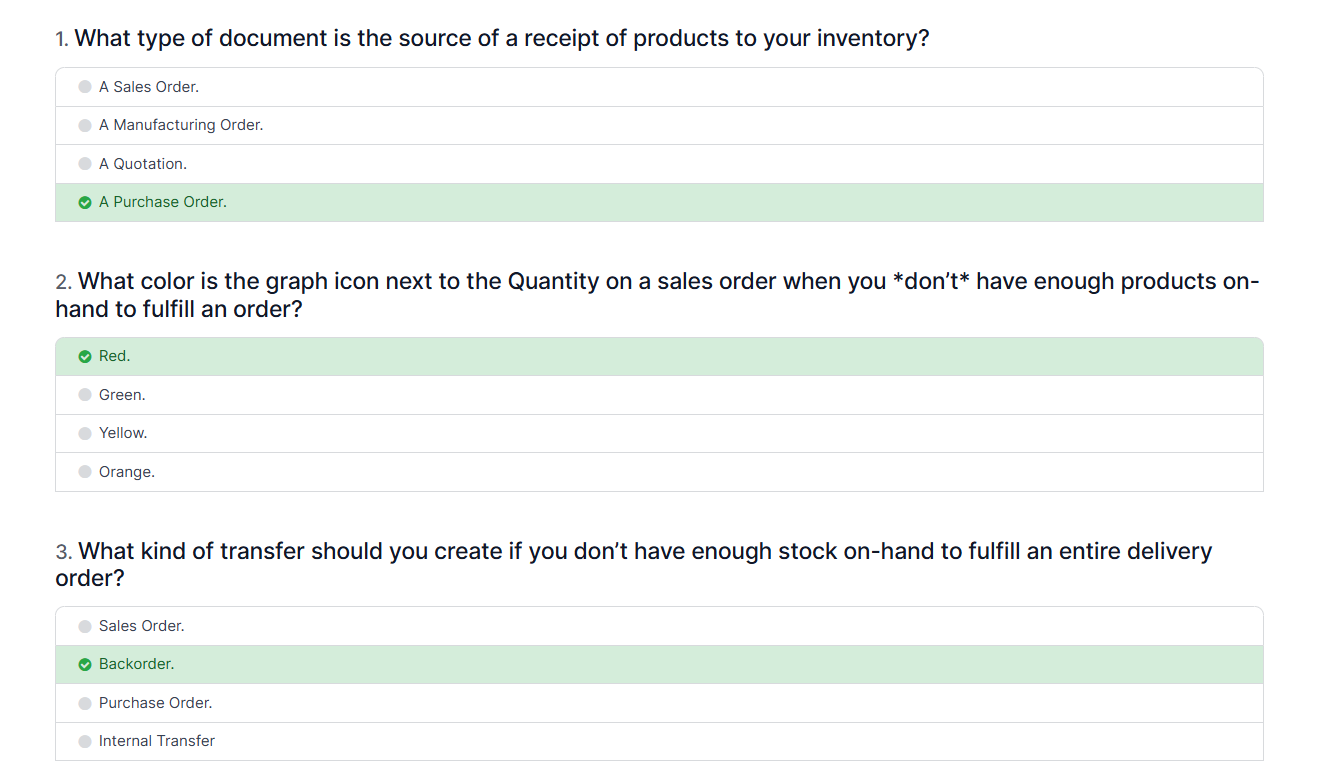 1. What type of document is the source of a receipt of products to your inventory?
A Sales Order.
A Manufacturing Order.
A Quotation.
A Purchase Order.
2. What color is the graph icon next to the Quantity on a sales order when you *don’t* have enough products on-
hand to fulfill an order?
Red.
Green.
Yellow.
Orange.
3. What kind of transfer should you create if you don’t have enough stock on-hand to fulfill an entire delivery
order?
Sales Order.
Backorder.
Purchase Order.
Internal Transfer